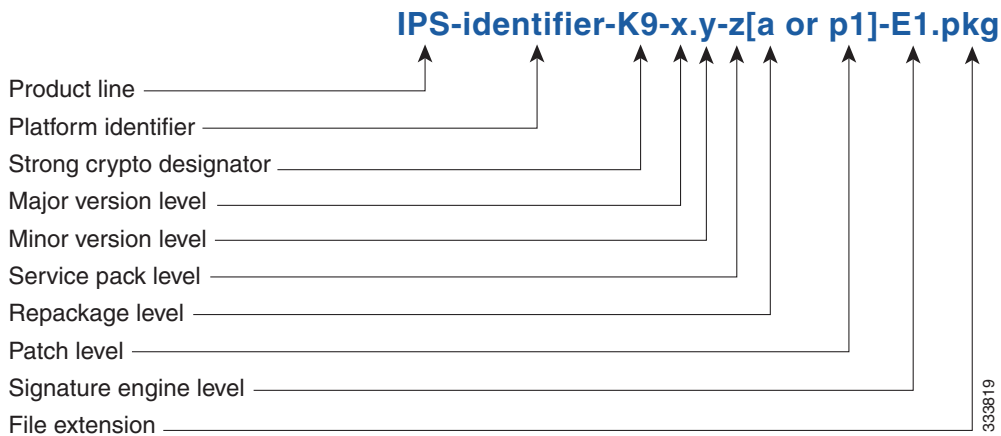 IPS-identifier-K9-x.y-z[a or p1]-E1.pkg
Product line
Platform identifier
Strong crypto designator
Major version level
Minor version level
Service pack level
Repackage level
Patch level
Signature engine level
File extension
333819